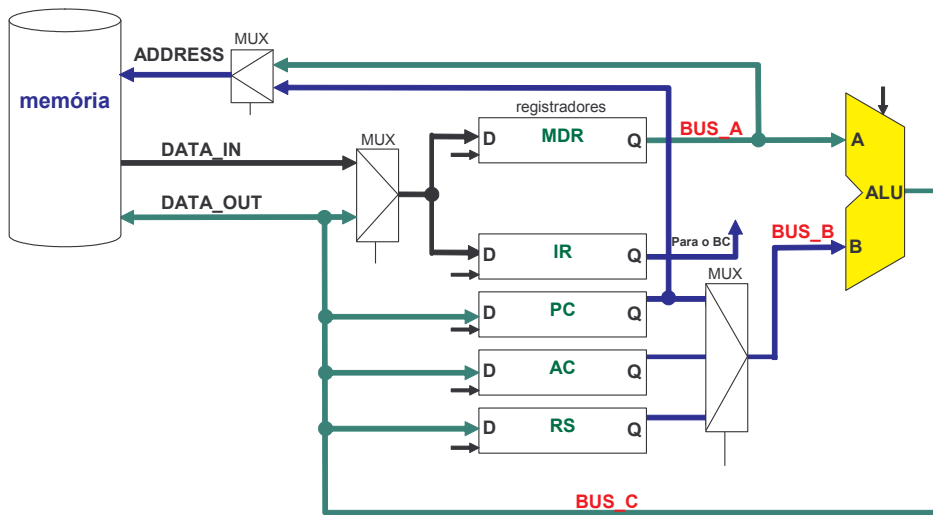 MUX
ADDRESS
memória
registradores
D MDR Q
BUS_A
MUX
DATA_IN
A
ALU
DATA_OUT
BUS_B
B
D IR Q
Para o BC
MUX
D PC Q
D AC Q
D RS Q
BUS_C